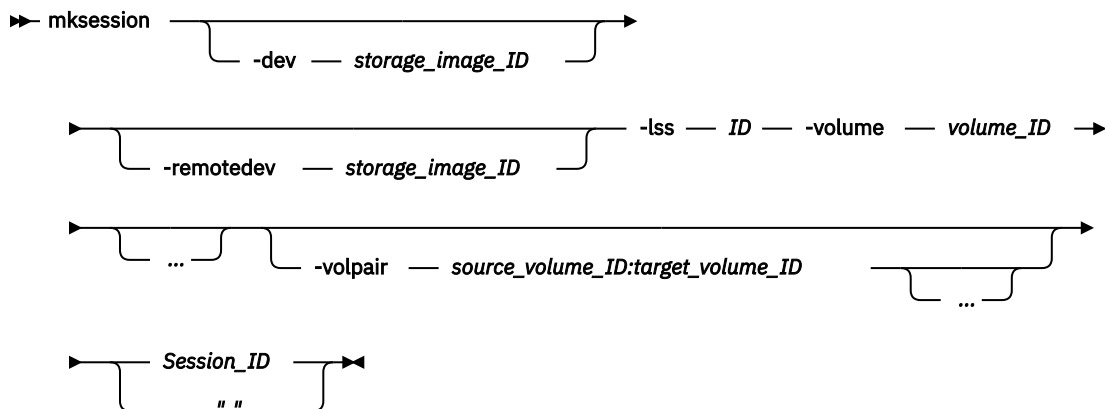 mksession
-dev storage_image_ID
-lss ID -volume volume_ID
-remotedev storage_image_ID
...
-volpair source_volume_ID:target_volume_ID
...
Session_ID
" "